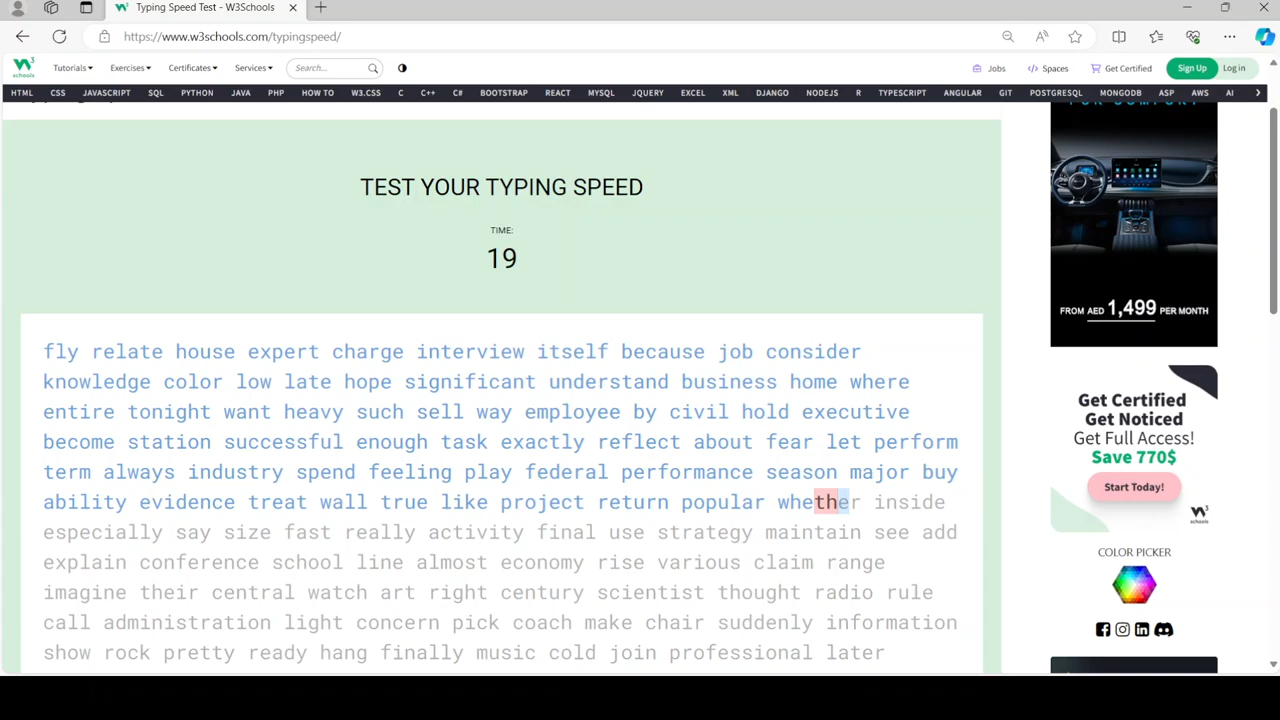 Typing Speed Test - W3Schools
https://www.w3schools.com/typingspeed/
W3 schools
Tutorials Exercises Certificates Services Search... Jobs Spaces Get Certified Sign Up Log in
HTML CSS JAVASCRIPT SQL PYTHON JAVA PHP HOW TO W3.CSS C C++ C# BOOTSTRAP REACT MYSQL JQUERY EXCEL XML DJANGO NODEJS R TYPESCRIPT ANGULAR GIT POSTGRESQL MONGODB ASP AWS AI
TEST YOUR TYPING SPEED
TIME:
19
fly relate house expert charge interview itself because job consider
knowledge color low late hope significant understand business home where
entire tonight want heavy such sell way employee by civil hold executive
become station successful enough task exactly reflect about fear let perform
term always industry spend feeling play federal performance season major buy
ability evidence treat wall true like project return popular whether inside
especially say size fast really activity final use strategy maintain see add
explain conference school line almost economy rise various claim range
imagine their central watch art right century scientist thought radio rule
call administration light concern pick coach make chair suddenly information
show rock pretty ready hang finally music cold join professional later
FROM AED 1,499 PER MONTH
Get Certified
Get Noticed
Get Full Access!
Save 770$
Start Today!
W3 schools
COLOR PICKER